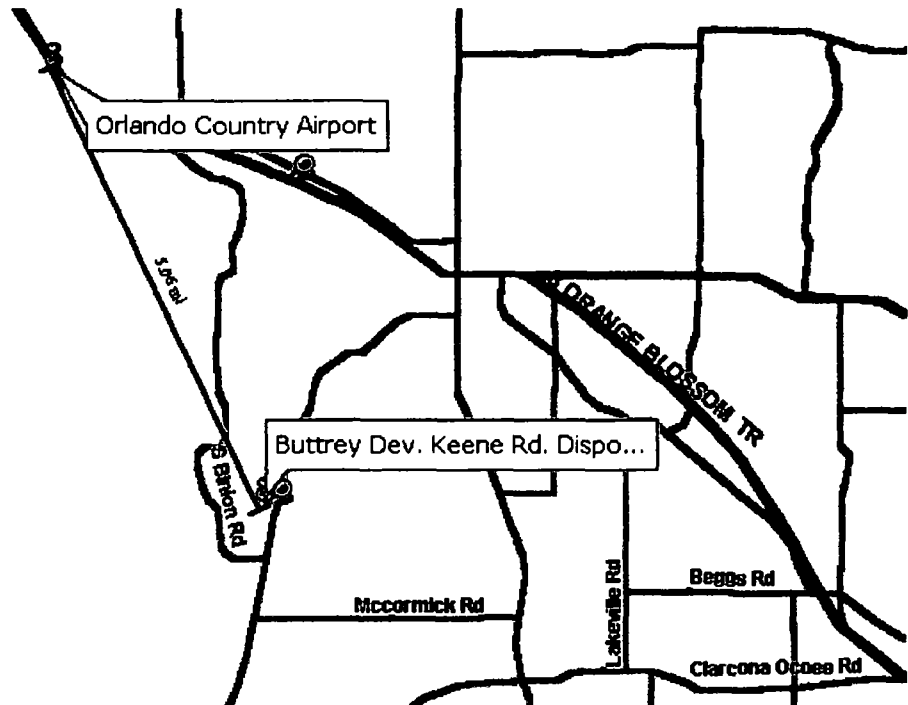 Orlando Country Airport
5.06 mi
ORANGE BLOSSOM TR
Buttrey Dev. Keene Rd. Dispo...
S Binion Rd
Lakeville Rd
Beggs Rd
Mccormick Rd
Clarcona Ocoee Rd